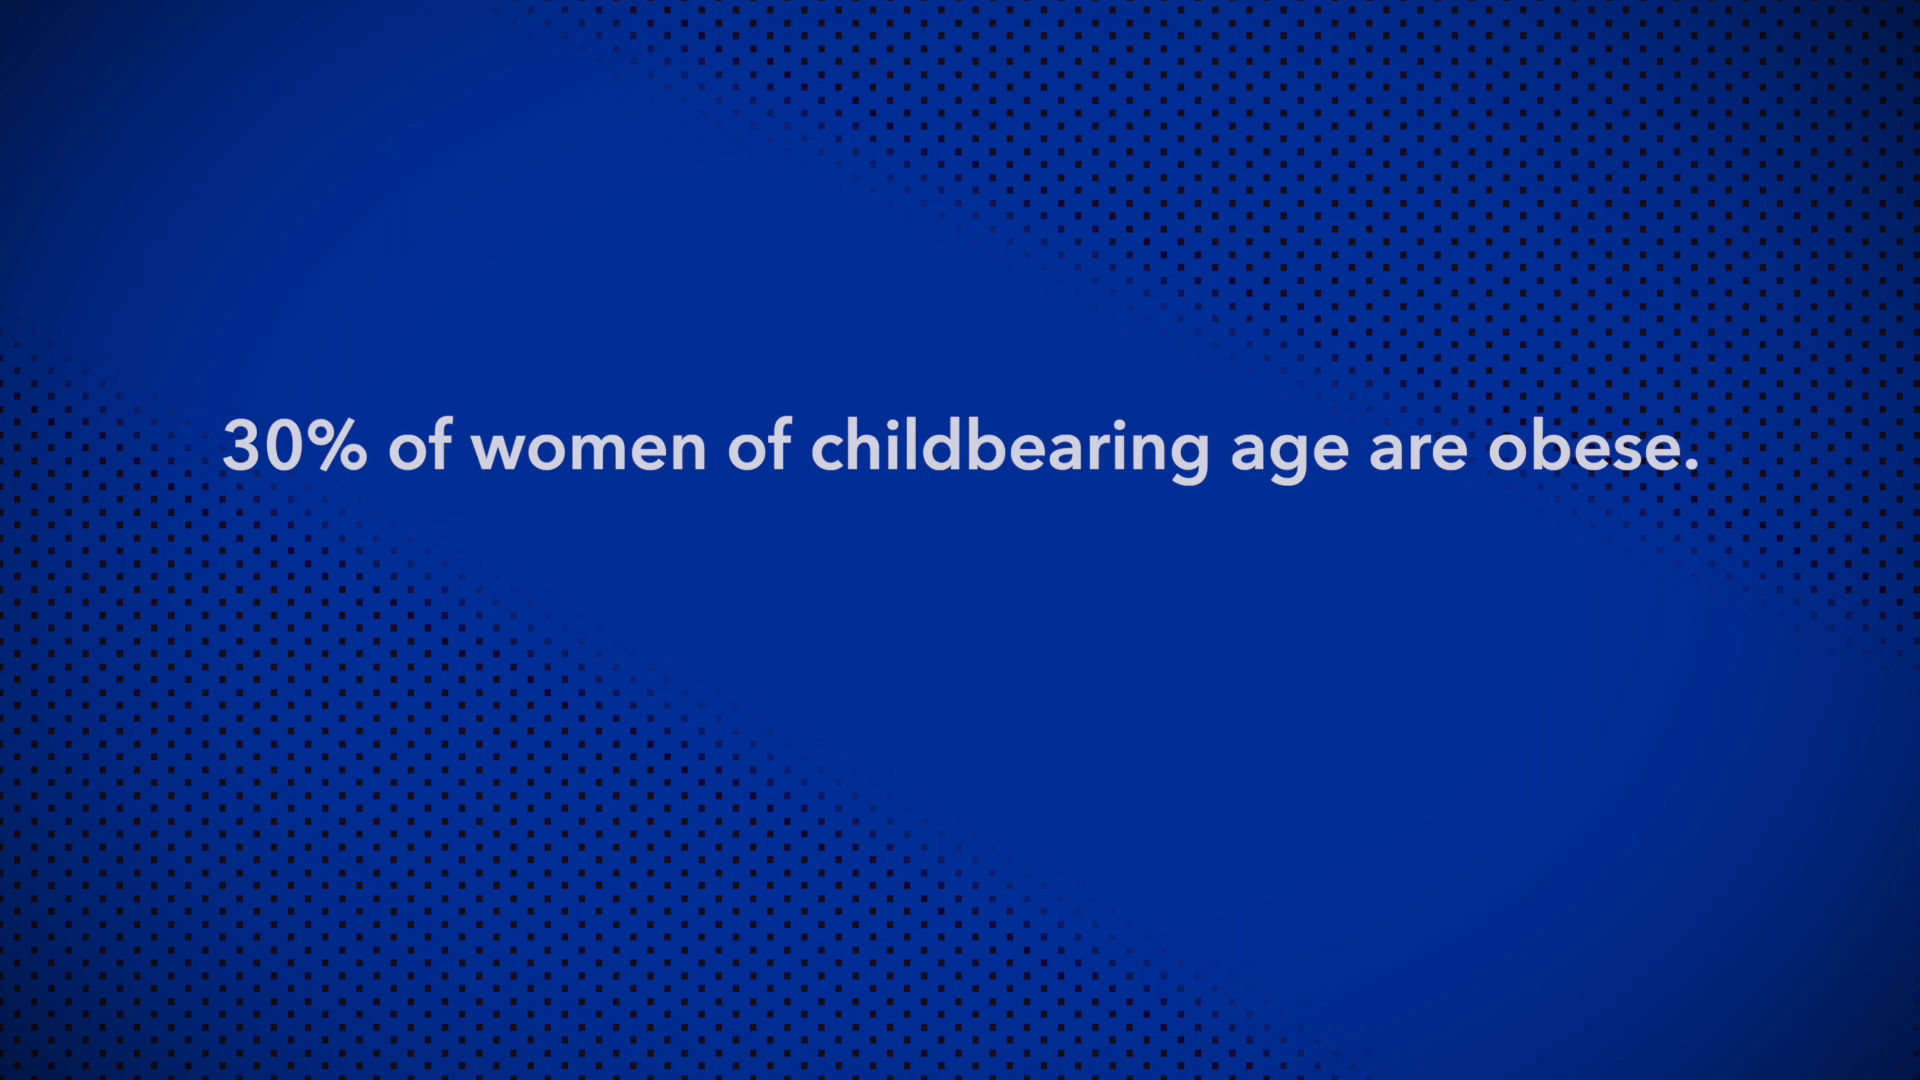 30% of women of childbearing age are obese.